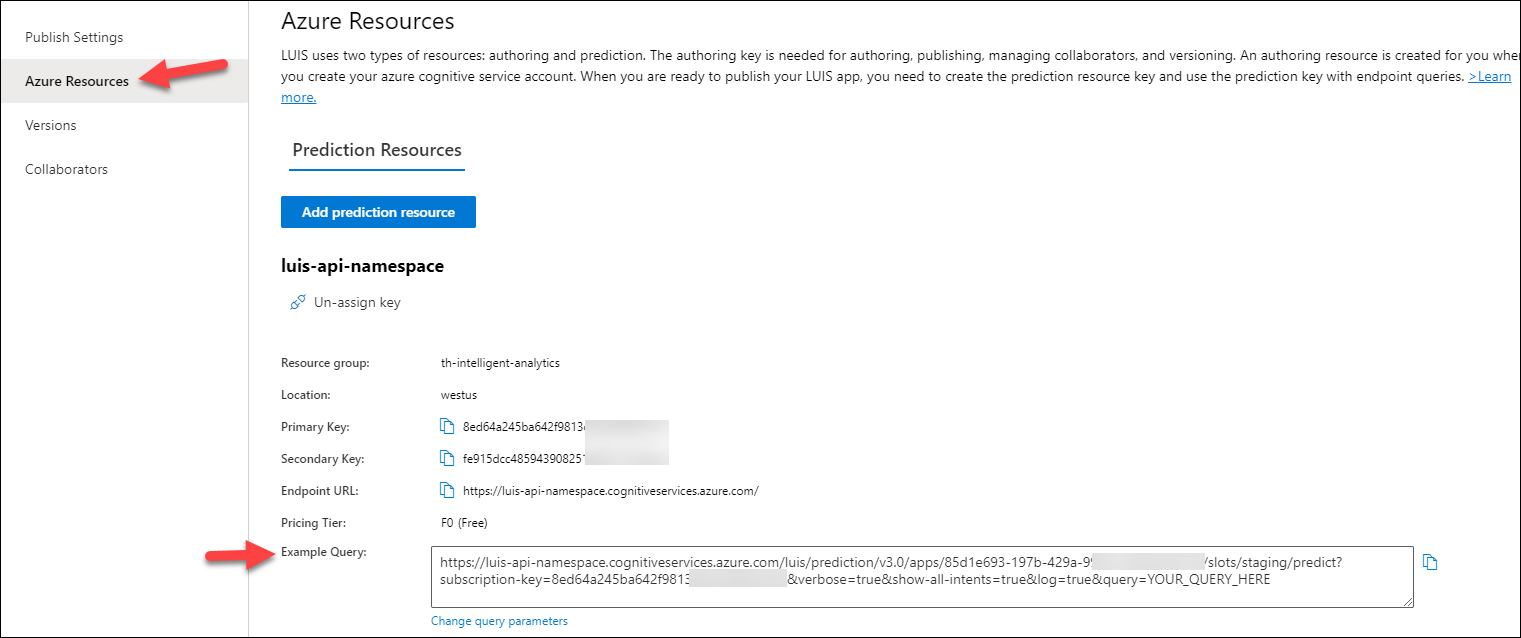 Publish Settings
Azure Resources
Versions
Collaborators
Azure Resources
LUIS uses two types of resources: authoring and prediction. The authoring key is needed for authoring, publishing, managing collaborators, and versioning. An authoring resource is created for you when
you create your azure cognitive service account. When you are ready to publish your LUIS app, you need to create the prediction resource key and use the prediction key with endpoint queries. >Learn
more.
Prediction Resources
Add prediction resource
luis-api-namespace
Un-assign key
Resource group: th-intelligent-analytics
Location: westus
Primary Key: 8ed64a245ba642f9813
Secondary Key: fe915dcc48594390825
Endpoint URL: https://luis-api-namespace.cognitiveservices.azure.com/
Pricing Tier: F0 (Free)
Example Query:
https://luis-api-namespace.cognitiveservices.azure.com/luis/prediction/v3.0/apps/85d1e693-197b-429a-9 /slots/staging/predict?
subscription-key=8ed64a245ba642f9813 &verbose=true&show-all-intents=true&log=true&query=YOUR_QUERY_HERE
Change query parameters